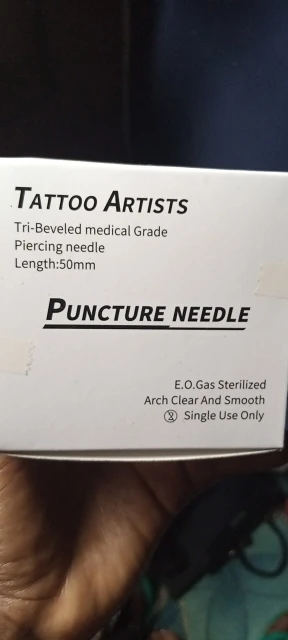 TATTOO ARTISTS
Tri-Beveled medical Grade
Piercing needle
Length:50mm
PUNCTURE NEEDLE
E.O.Gas Sterilized
Arch Clear And Smooth
Single Use Only